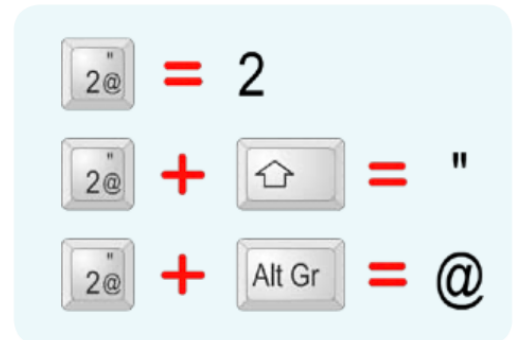 " 2@ = 2
" 2@ + ⇧ = "
" 2@ + Alt Gr = @